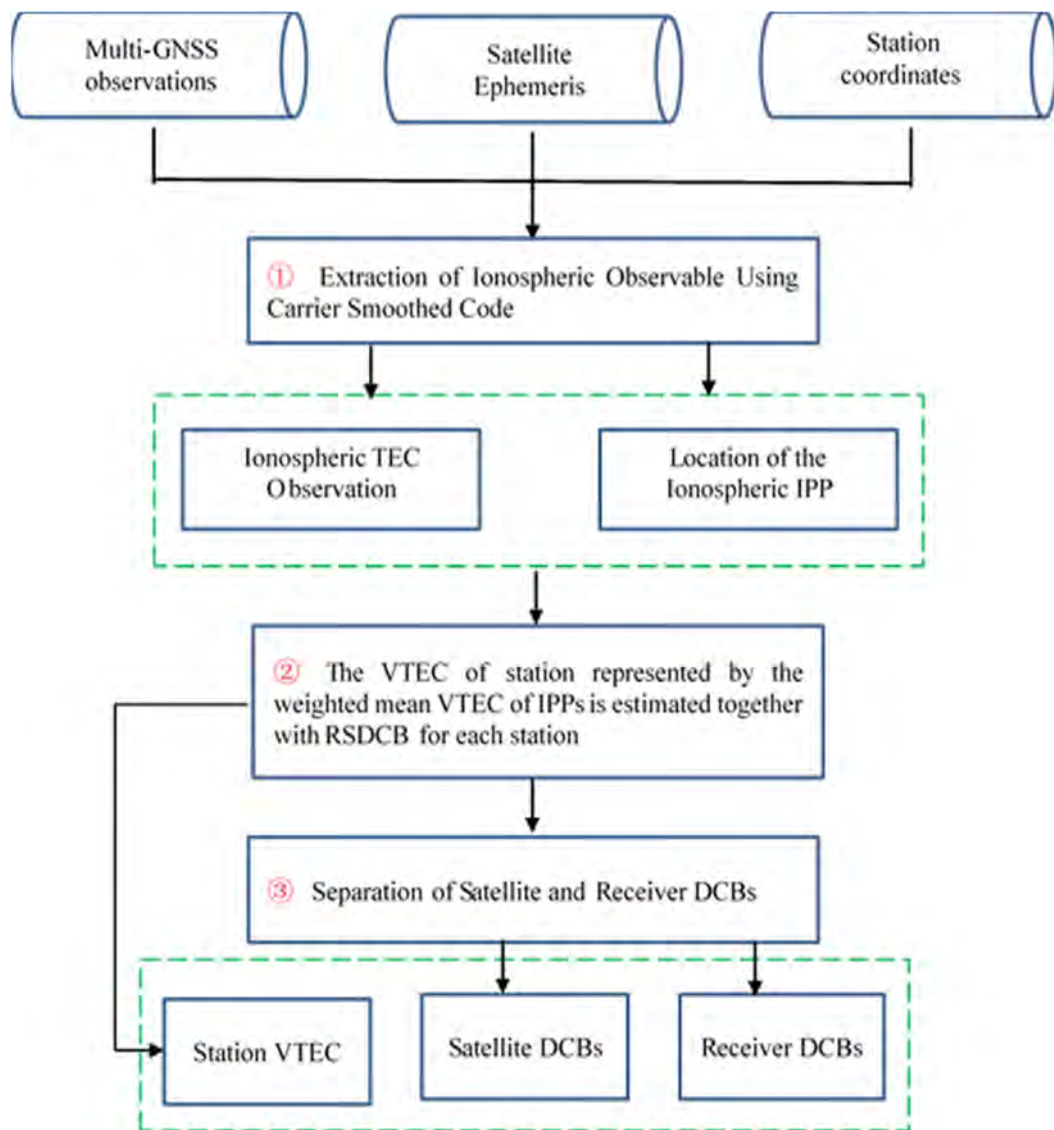 Multi-GNSS
observations
Satellite
Ephemeris
Station
coordinates
① Extraction of Ionospheric Observable Using
Carrier Smoothed Code
Ionospheric TEC
Observation
Location of the
Ionospheric IPP
② The VTEC of station represented by the
weighted mean VTEC of IPPs is estimated together
with RSDCB for each station
③ Separation of Satellite and Receiver DCBs
Station VTEC
Satellite DCBs
Receiver DCBs